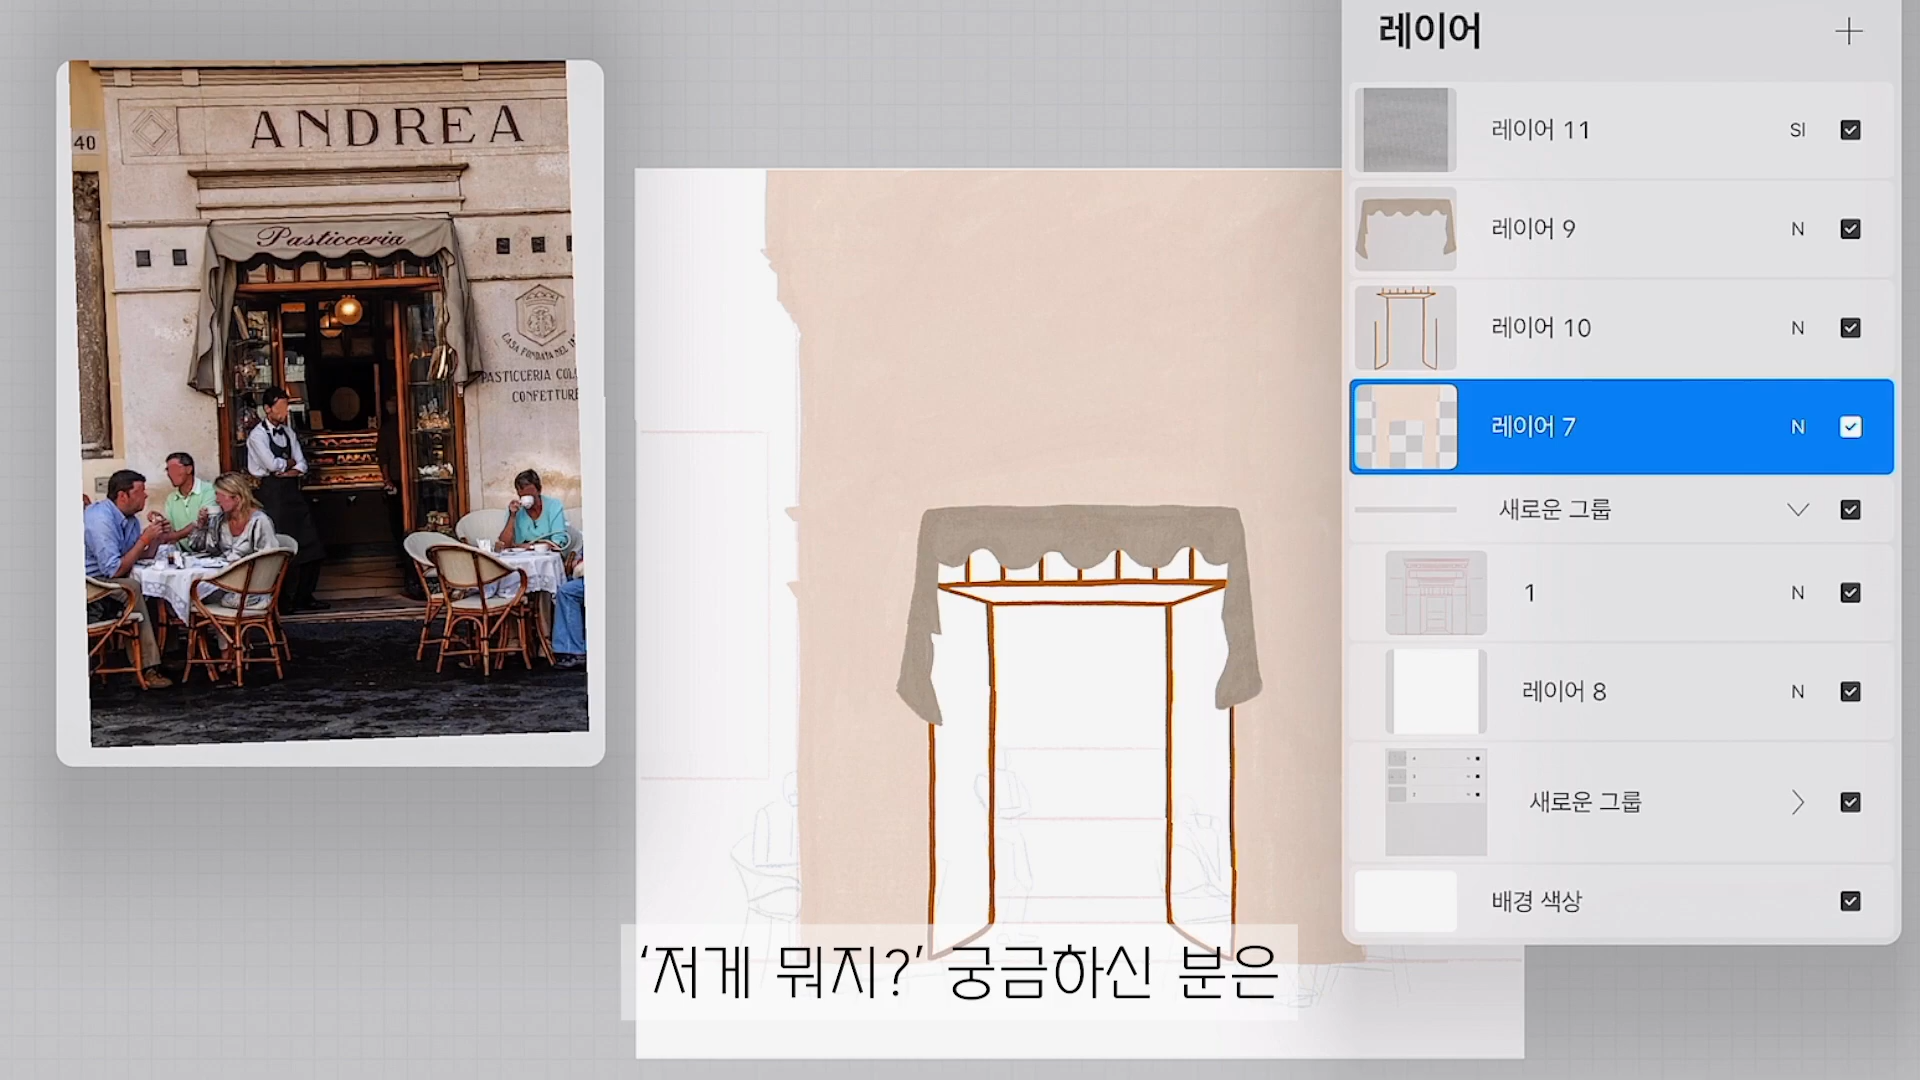 ANDREA
40
Pasticceria
PASTICCERIA
CONFETTURE
레이어
레이어 11
SI
레이어 9
N
레이어 10
N
레이어 7
N
새로운 그룹
1
N
레이어 8
N
새로운 그룹
배경 색상
‘저게 뭐지?’ 궁금하신 분은